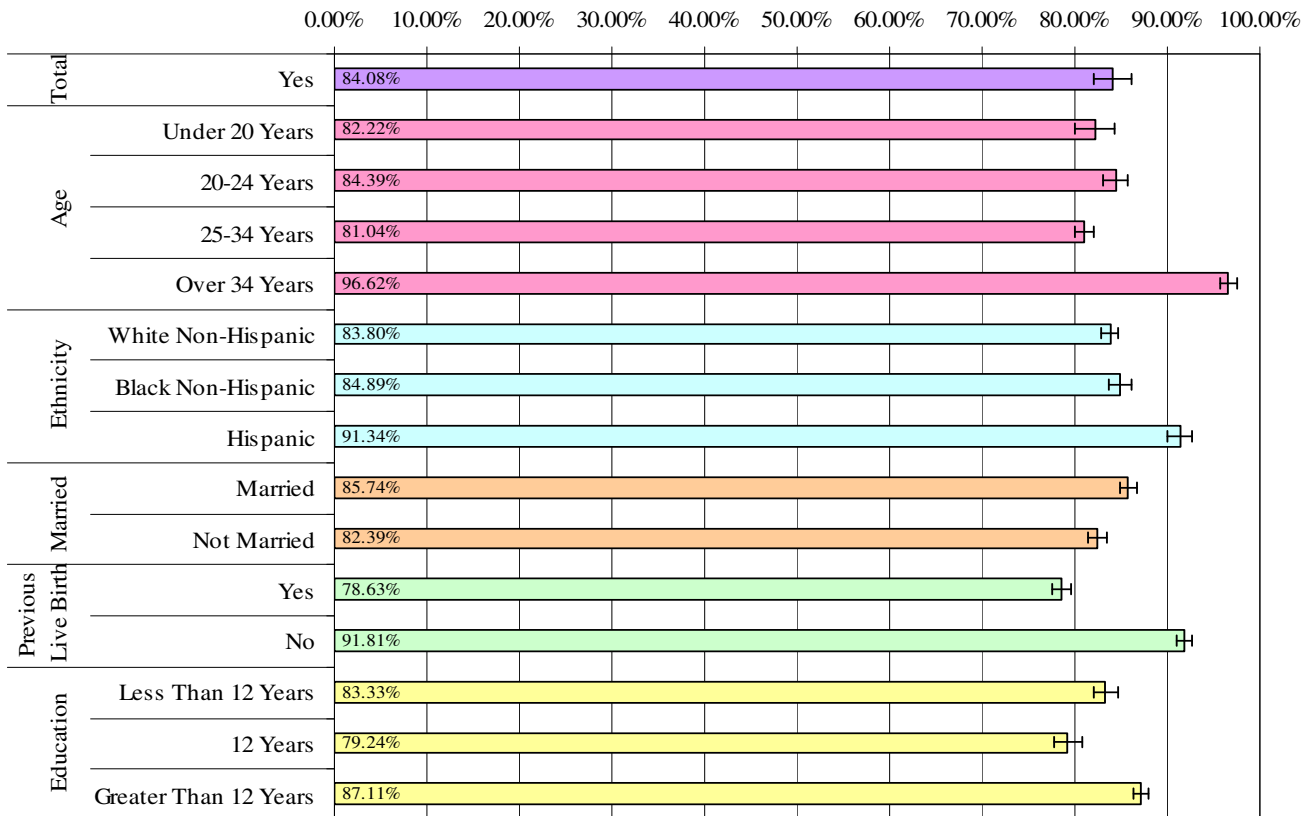 0.00% 10.00% 20.00% 30.00% 40.00% 50.00% 60.00% 70.00% 80.00% 90.00% 100.00%
Total
Yes 84.08%
Age
Under 20 Years 82.22%
20-24 Years 84.39%
25-34 Years 81.04%
Over 34 Years 96.62%
Ethnicity
White Non-Hispanic 83.80%
Black Non-Hispanic 84.89%
Hispanic 91.34%
Married
Married 85.74%
Not Married 82.39%
Previous
Live Birth
Yes 78.63%
No 91.81%
Education
Less Than 12 Years 83.33%
12 Years 79.24%
Greater Than 12 Years 87.11%